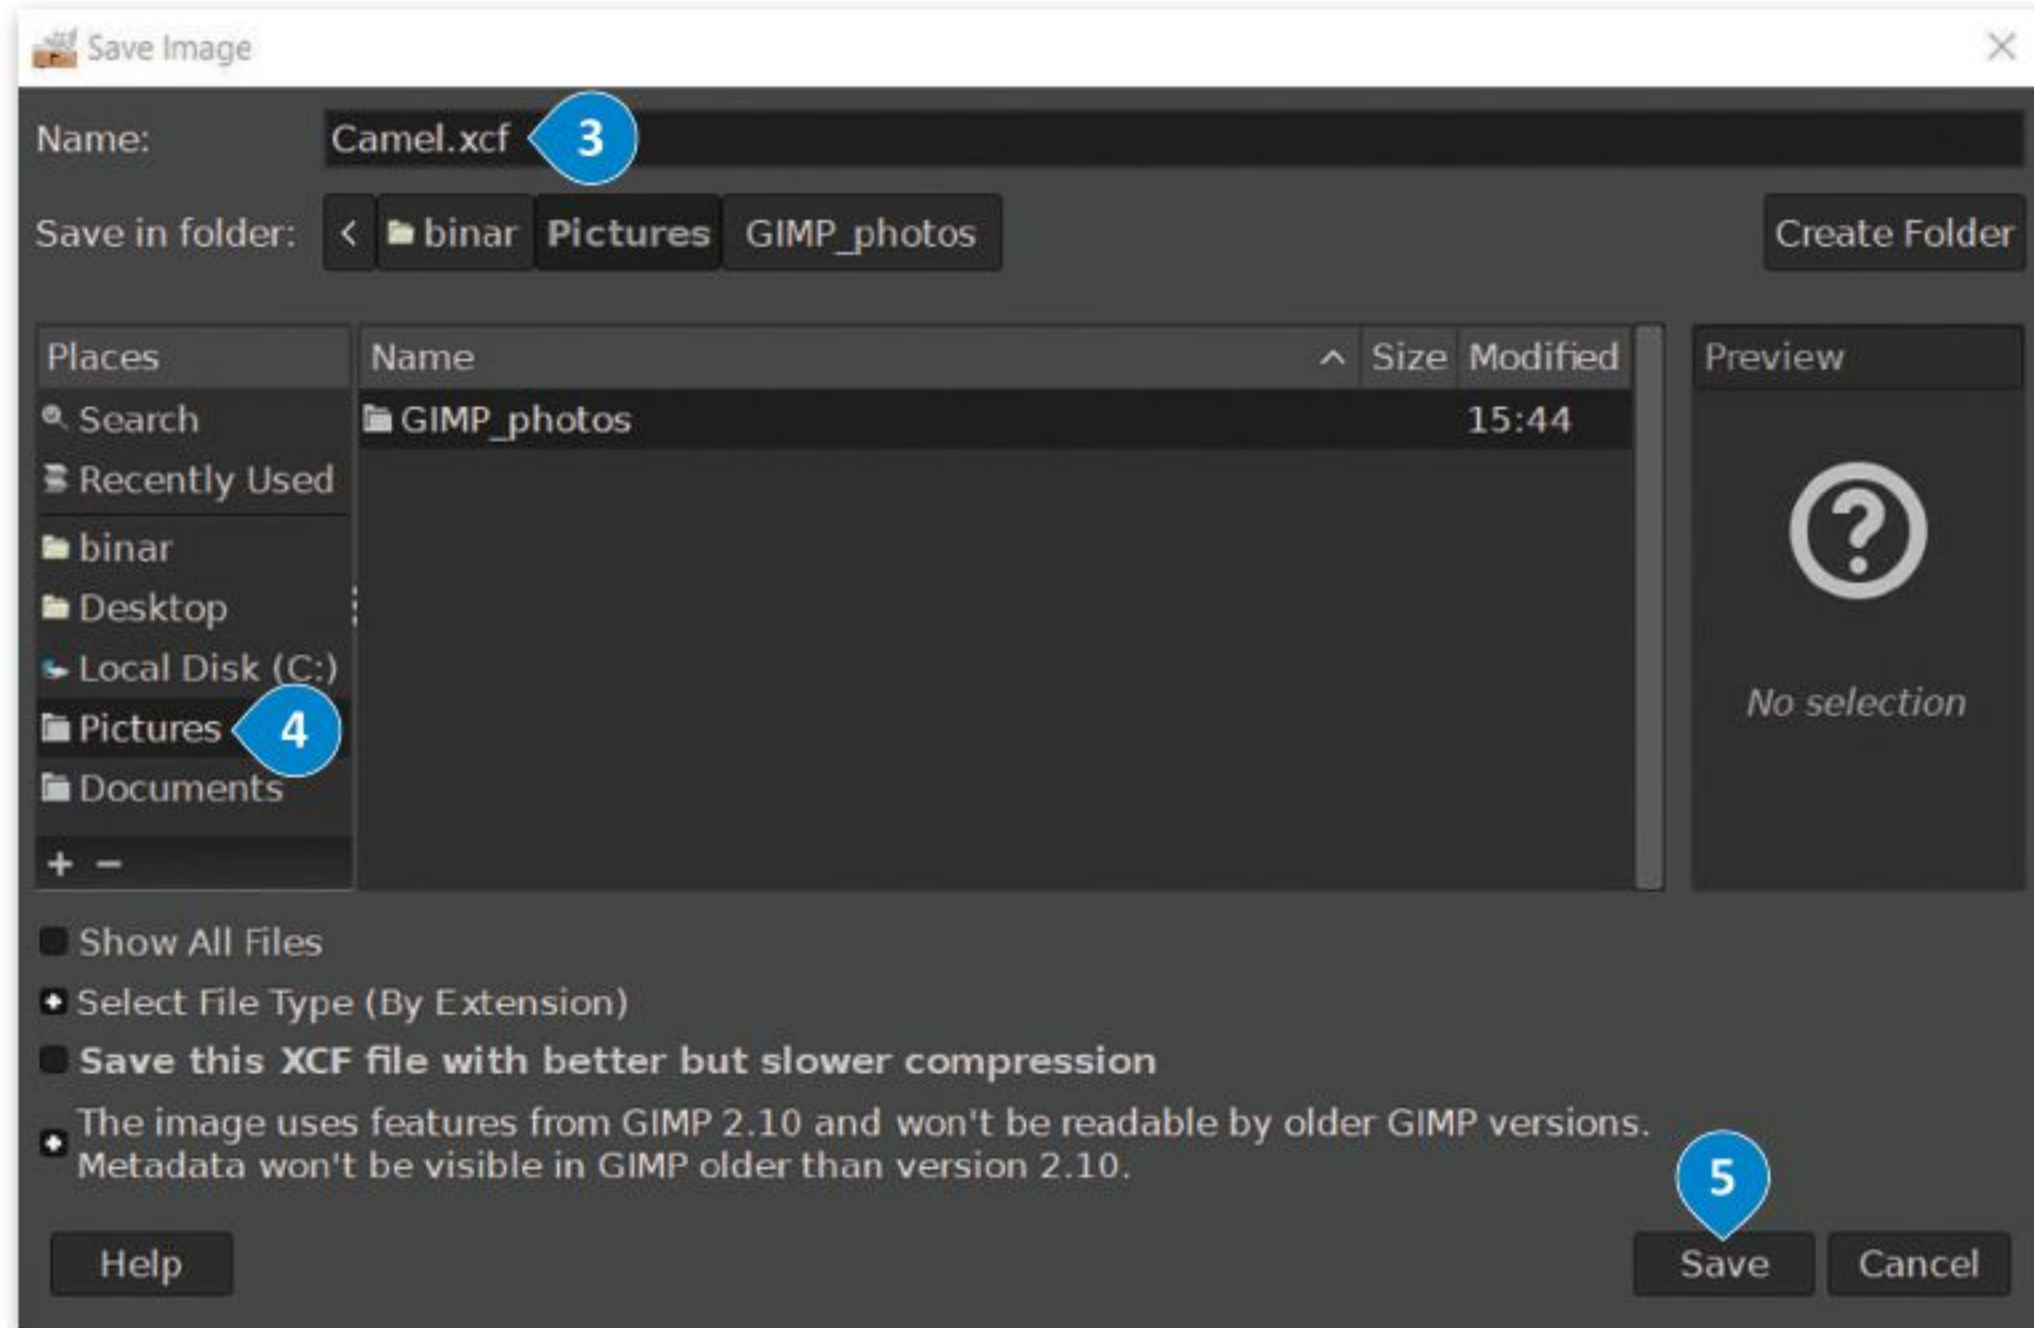 Save Image
Name: Camel.xcf 3
Save in folder: < binar Pictures GIMP_photos Create Folder
Places Name Size Modified Preview
Search GIMP_photos 15:44
Recently Used
binar
Desktop
Local Disk (C:)
Pictures 4 No selection
Documents
+ −
Show All Files
Select File Type (By Extension)
Save this XCF file with better but slower compression
The image uses features from GIMP 2.10 and won't be readable by older GIMP versions.
Metadata won't be visible in GIMP older than version 2.10.
5
Help Save Cancel